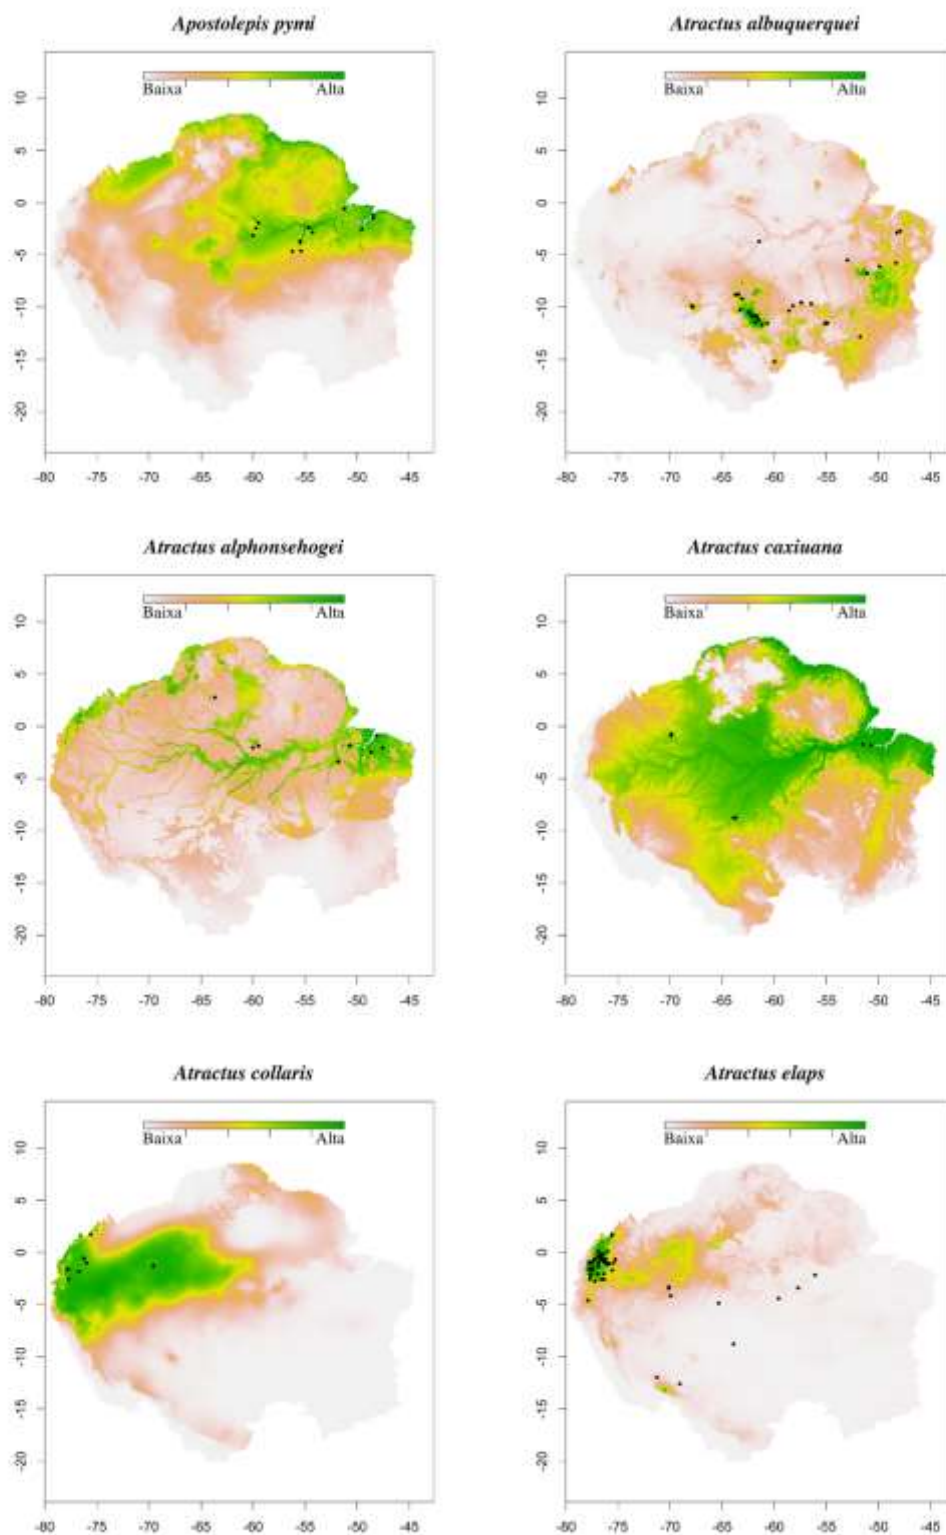 Apostolepis pymi
Atractus albuquerquei
Baixa Alta
Baixa Alta
10
5
0
-5
-10
-15
-20
10
5
0
-5
-10
-15
-20
-80 -75 -70 -65 -60 -55 -50 -45
-80 -75 -70 -65 -60 -55 -50 -45
Atractus alphonsehogei
Atractus caxiuana
Baixa Alta
Baixa Alta
10
5
0
-5
-10
-15
-20
10
5
0
-5
-10
-15
-20
-80 -75 -70 -65 -60 -55 -50 -45
-80 -75 -70 -65 -60 -55 -50 -45
Atractus collaris
Atractus elaps
Baixa Alta
Baixa Alta
10
5
0
-5
-10
-15
-20
10
5
0
-5
-10
-15
-20
-80 -75 -70 -65 -60 -55 -50 -45
-80 -75 -70 -65 -60 -55 -50 -45